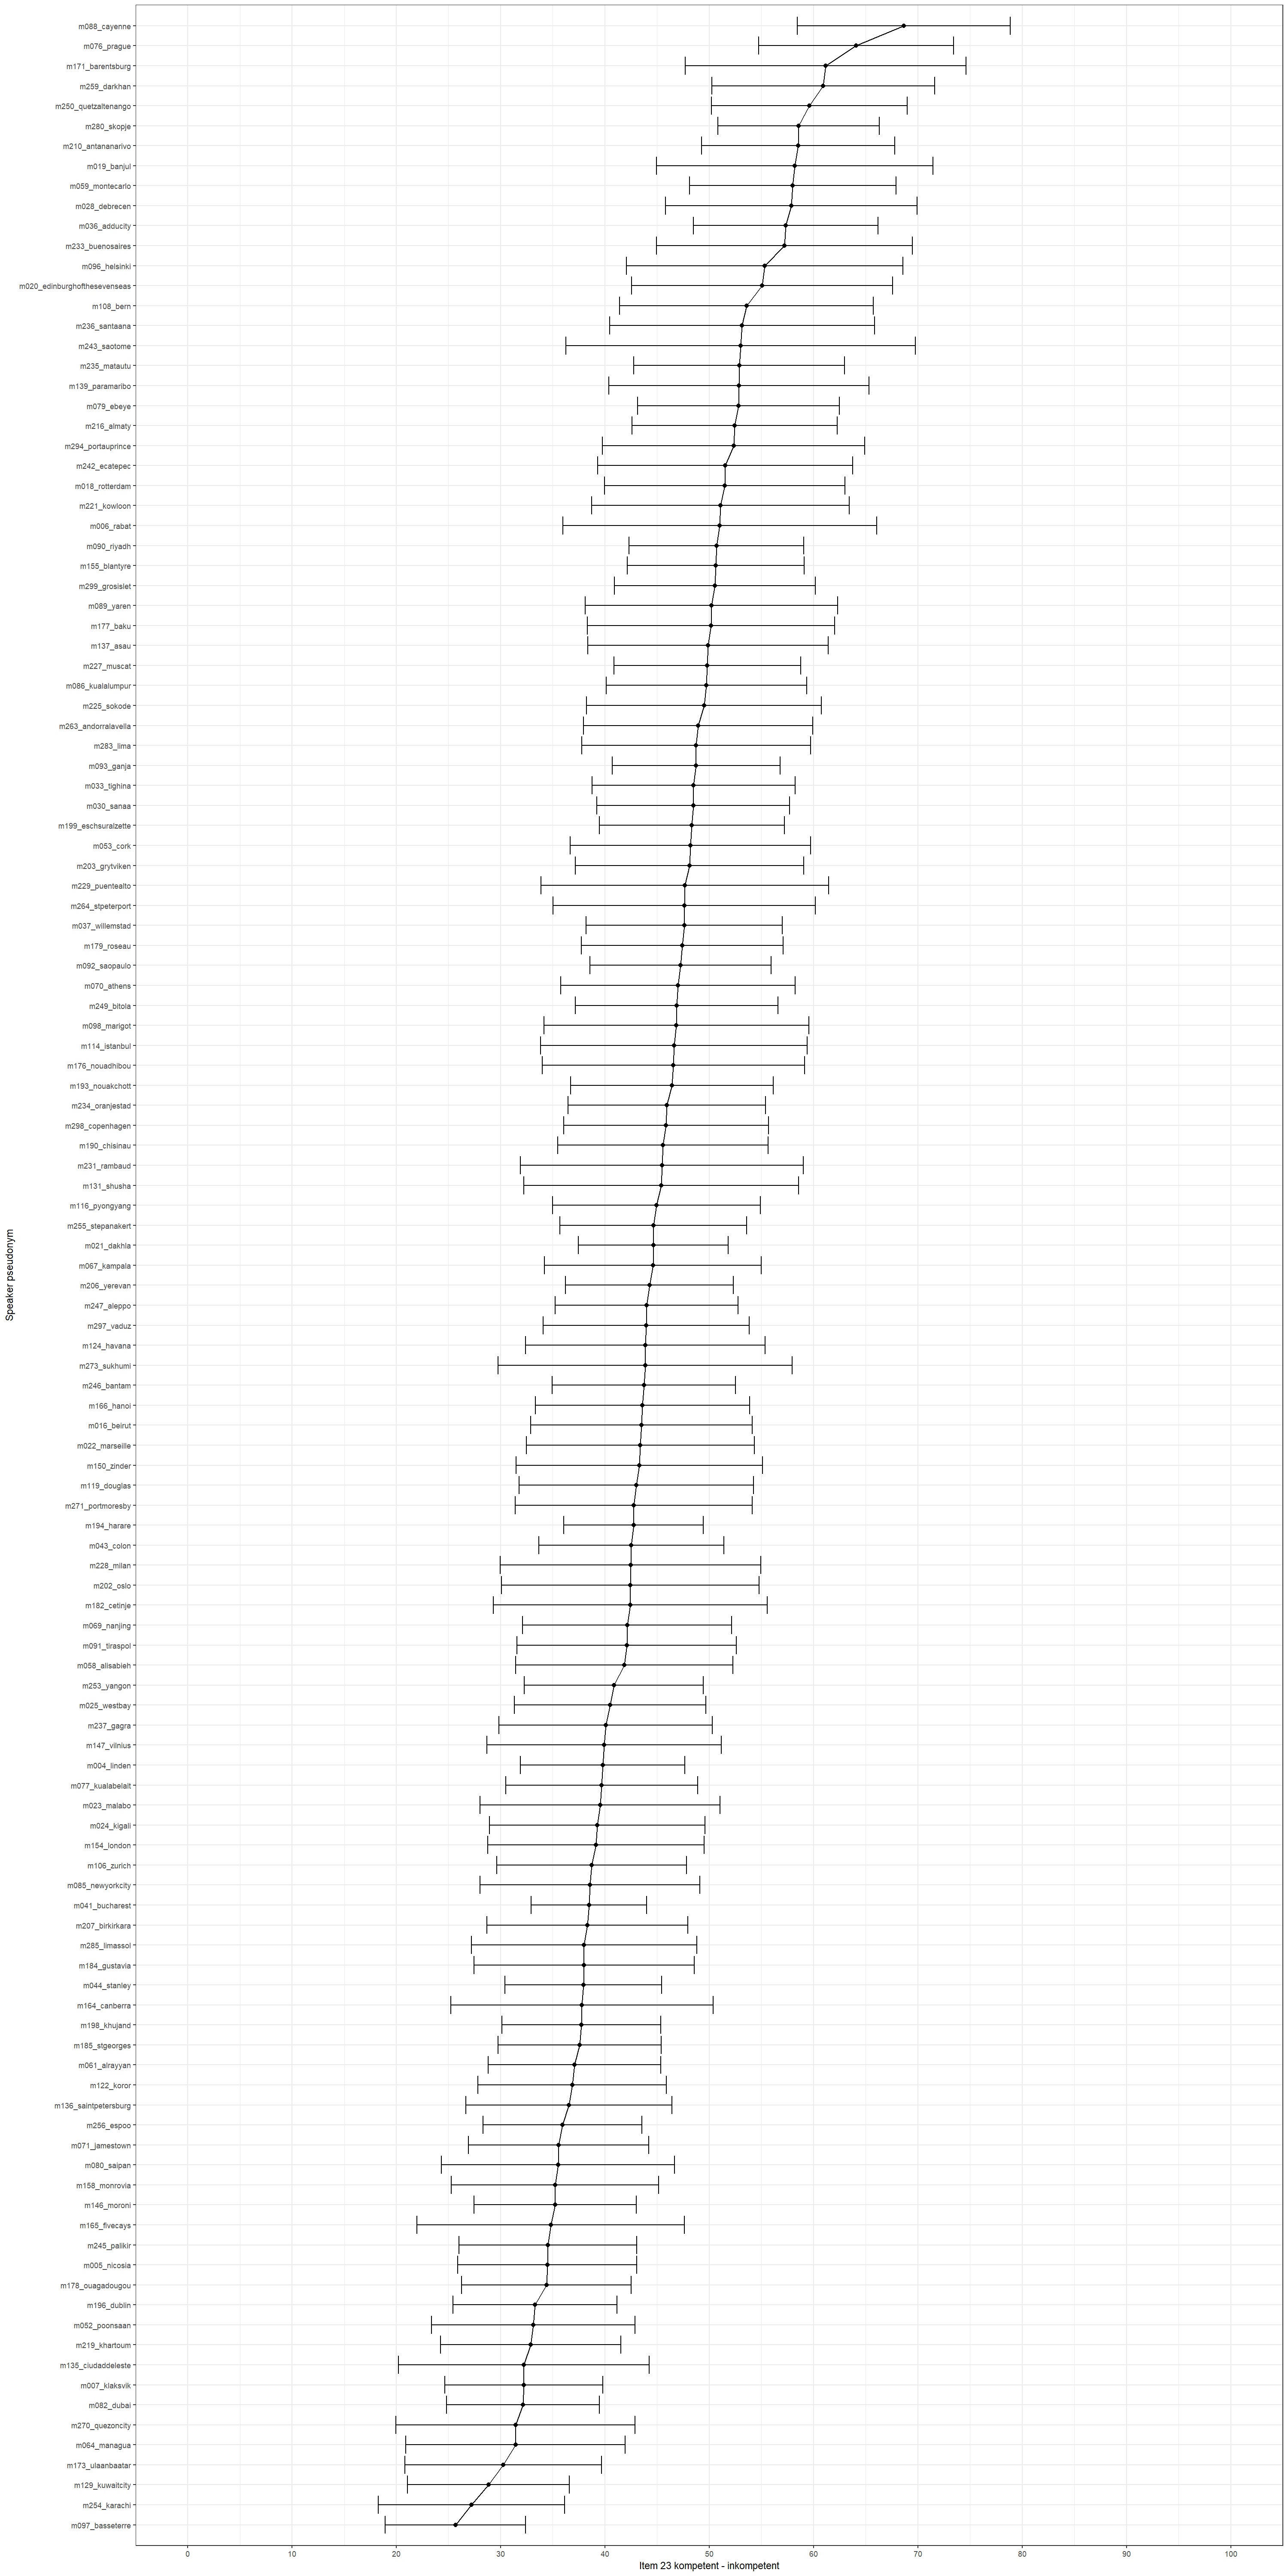 m088_cayenne
m076_prague
m171_barentsburg
m259_darkhan
m250_quetzaltenango
m280_skopje
m210_antananarivo
m019_banjul
m059_montecarlo
m028_debrecen
m036_adducity
m233_buenosaires
m096_helsinki
m020_edinburghofthesevenseas
m108_bern
m236_santaana
m243_saotome
m235_matautu
m139_paramaribo
m079_ebeye
m216_almaty
m294_portauprince
m242_ecatepec
m018_rotterdam
m221_kowloon
m006_rabat
m090_riyadh
m155_blantyre
m299_grosislet
m089_yaren
m177_baku
m137_asau
m227_muscat
m086_kualalumpur
m225_sokode
m263_andorralavella
m283_lima
m093_ganja
m033_tighina
m030_sanaa
m199_eschsuralzette
m053_cork
m203_grytviken
m229_puentealto
m264_stpeterport
m037_willemstad
m179_roseau
m092_saopaulo
m070_athens
m249_bitola
m098_marigot
m114_istanbul
m176_nouadhibou
m193_nouakchott
m234_oranjestad
m298_copenhagen
m190_chisinau
m231_rambaud
m131_shusha
m116_pyongyang
m255_stepanakert
m021_dakhla
m067_kampala
m206_yerevan
m247_aleppo
m297_vaduz
m124_havana
m273_sukhumi
m246_bantam
m166_hanoi
m016_beirut
m022_marseille
m150_zinder
m119_douglas
m271_portmoresby
m194_harare
m043_colon
m228_milan
m202_oslo
m182_cetinje
m069_nanjing
m091_tiraspol
m058_alisabieh
m253_yangon
m025_westbay
m237_gagra
m147_vilnius
m004_linden
m077_kualabelait
m023_malabo
m024_kigali
m154_london
m106_zurich
m085_newyorkcity
m041_bucharest
m207_birkirkara
m285_limassol
m184_gustavia
m044_stanley
m164_canberra
m198_khujand
m185_stgeorges
m061_alrayyan
m122_koror
m136_saintpetersburg
m256_espoo
m071_jamestown
m080_saipan
m158_monrovia
m146_moroni
m165_fivecays
m245_palikir
m005_nicosia
m178_ouagadougou
m196_dublin
m052_poonsaan
m219_khartoum
m135_ciudaddeleste
m007_klaksvik
m082_dubai
m270_quezoncity
m064_managua
m173_ulaanbaatar
m129_kuwaitcity
m254_karachi
m097_basseterre
Speaker pseudonym
0 10 20 30 40 50 60 70 80 90 100
Item 23 kompetent - inkompetent